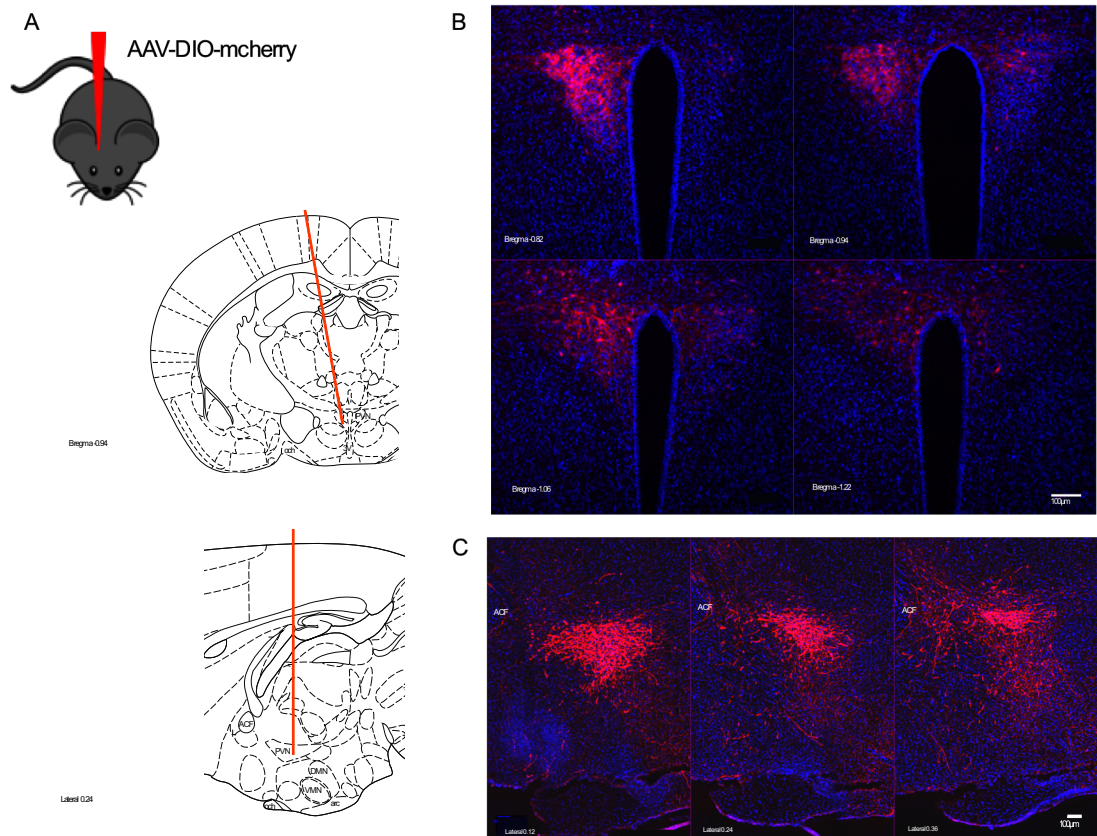 A
AAV-DIO-mcherry
PVN
och
Bregma -0.94
ACF
PVN
DMN
VMN
och
arc
Lateral 0.24
B
Bregma -0.82
Bregma -0.94
Bregma -1.06
Bregma -1.22
100μm
C
ACF
ACF
ACF
Lateral 0.12
Lateral 0.24
Lateral 0.36
100μm